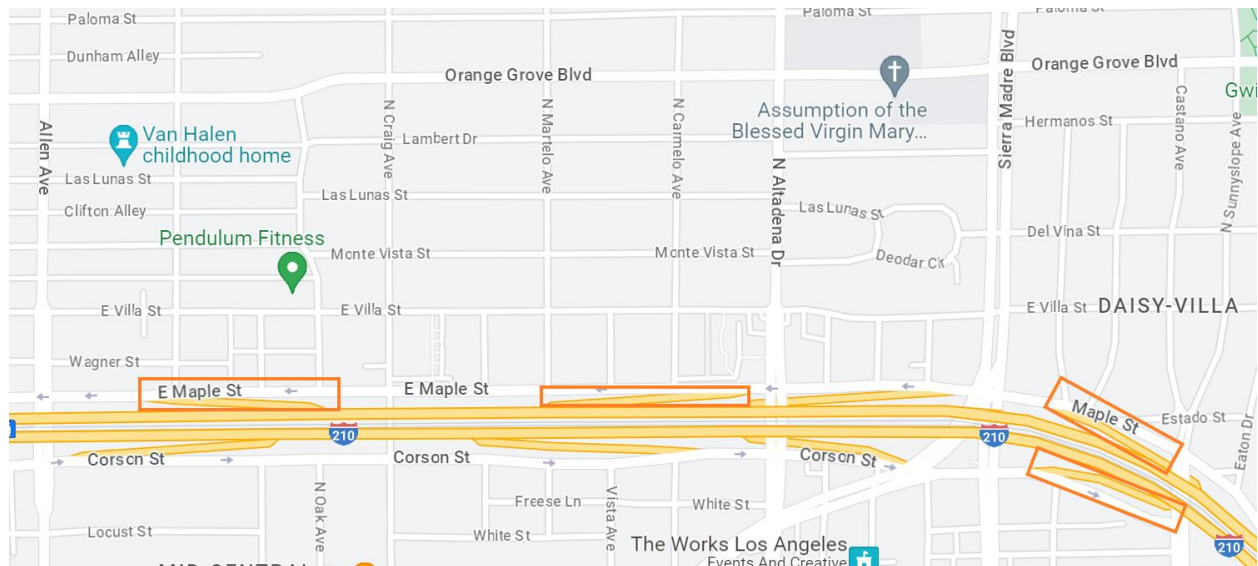 Paloma St
Paloma St
Paloma St
Dunham Alley
Orange Grove Blvd
Orange Grove Blvd
Sierra Madre Blvd
Castano Ave
N Sunnyslope Ave
Allen Ave
Van Halen
childhood home
N Craig Ave
Lambert Dr
N Martelo Ave
N Carmelo Ave
Assumption of the
Blessed Virgin Mary...
Hermanos St
Las Lunas St
Las Lunas St
Las Lunas St
Clifton Alley
N Altadena Dr
Pendulum Fitness
Monte Vista St
Monte Vista St
Deodar Cir
Del Vina St
E Villa St
E Villa St
E Villa St
DAISY-VILLA
Wagner St
E Maple St
E Maple St
Maple St
Estado St
Eaton Dr
210
210
210
Corson St
Corson St
Corson St
N Oak Ave
Freese Ln
Vista Ave
White St
White St
Locust St
The Works Los Angeles
Events And Creative
MID CENTRAL